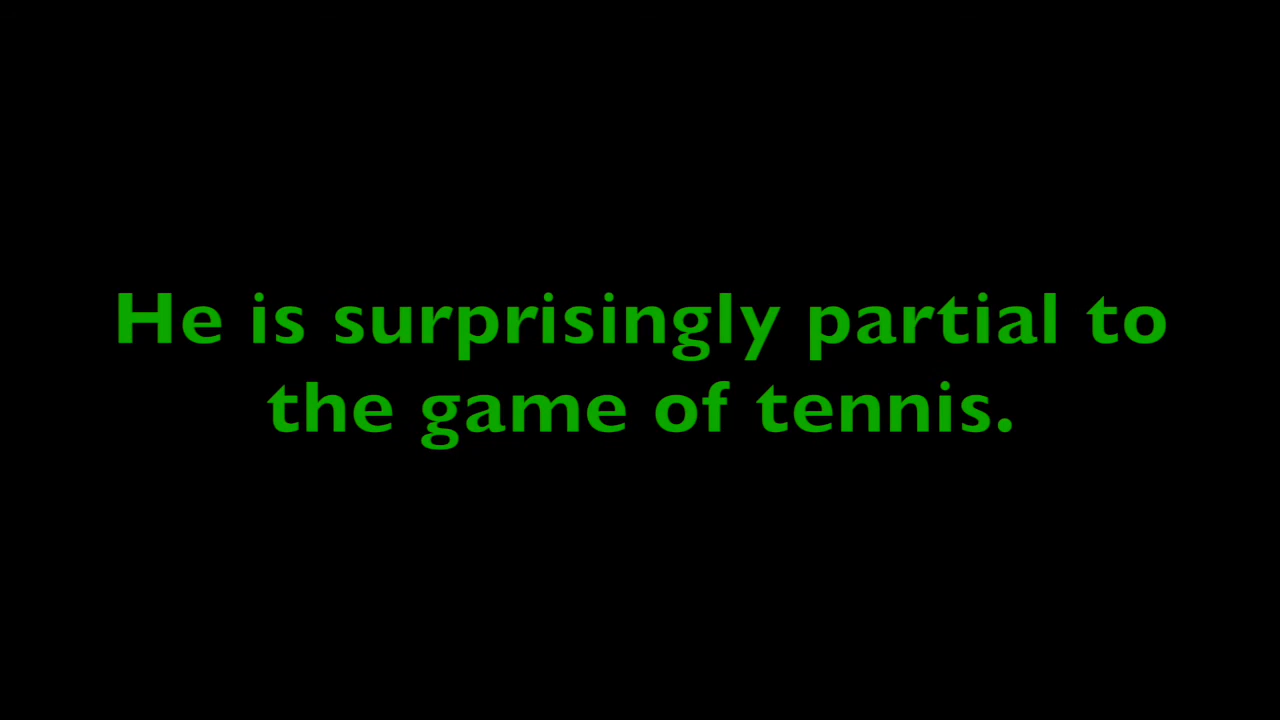 He is surprisingly partial to
the game of tennis.